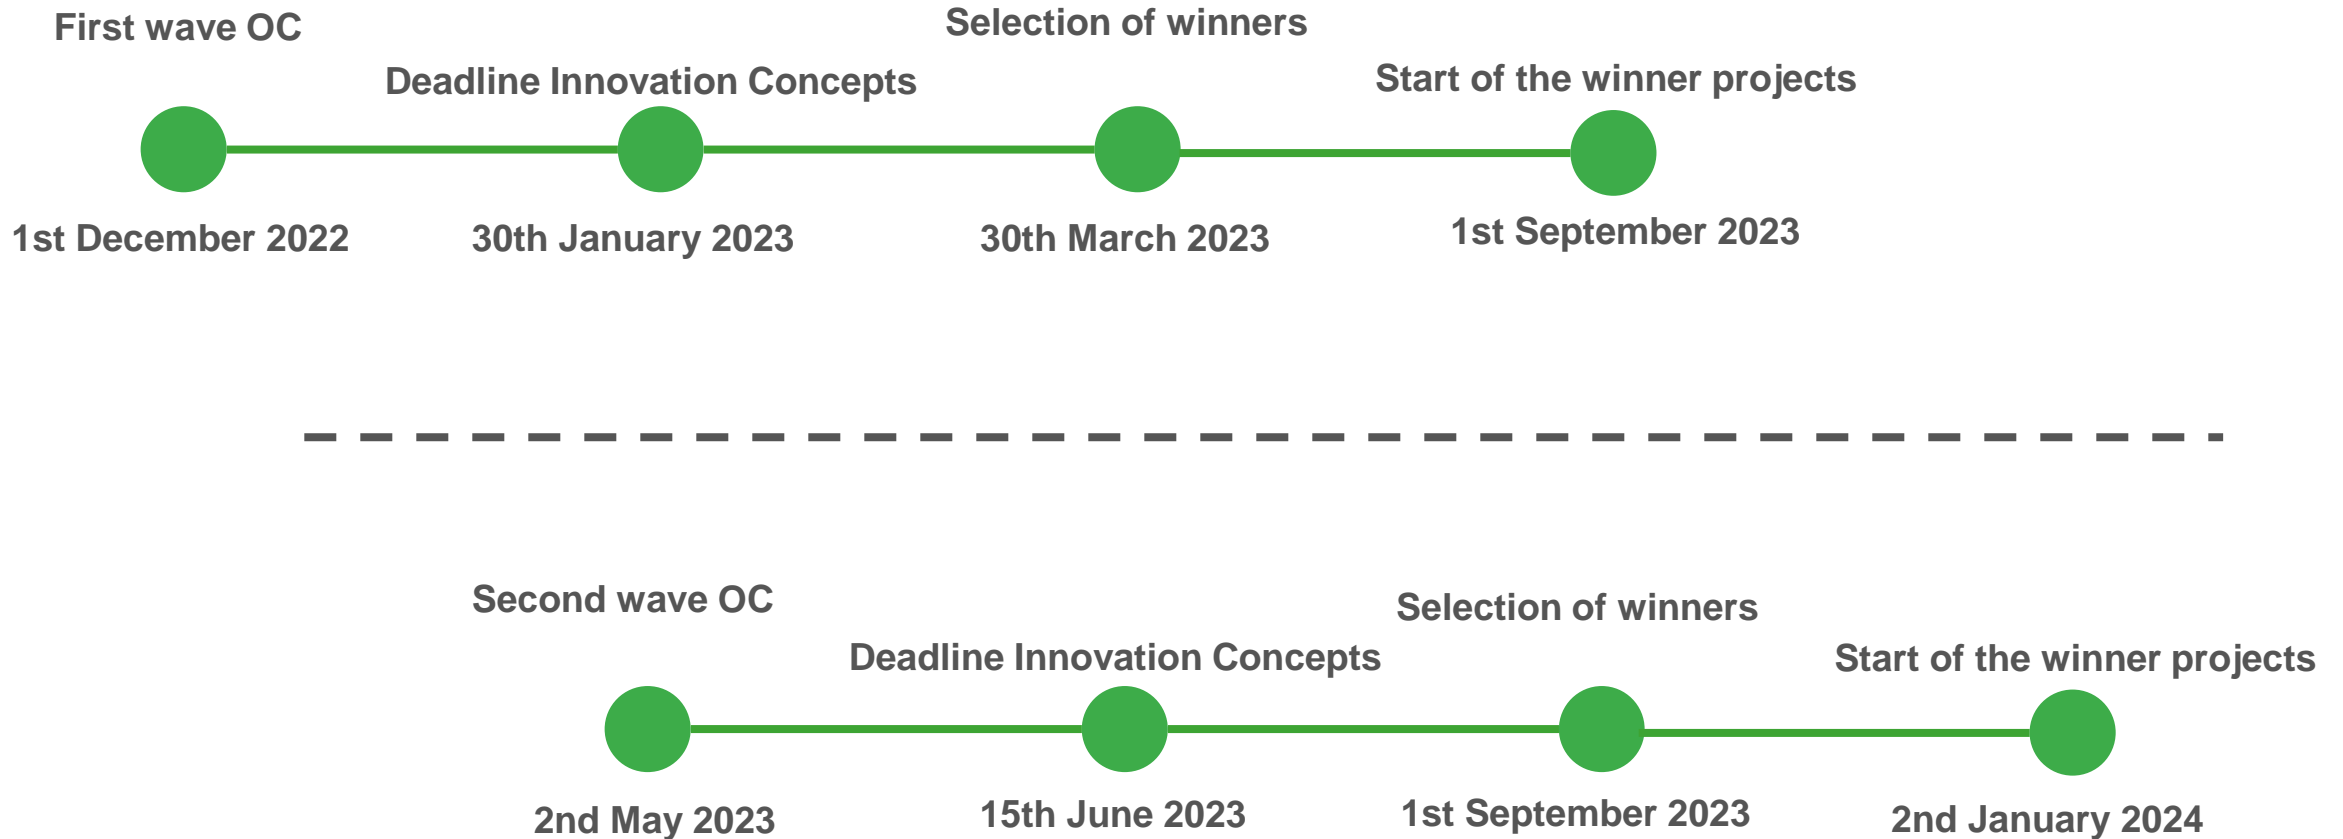 First wave OC
Deadline Innovation Concepts
Selection of winners
Start of the winner projects
1st December 2022
30th January 2023
30th March 2023
1st September 2023
Second wave OC
Deadline Innovation Concepts
Selection of winners
Start of the winner projects
2nd May 2023
15th June 2023
1st September 2023
2nd January 2024